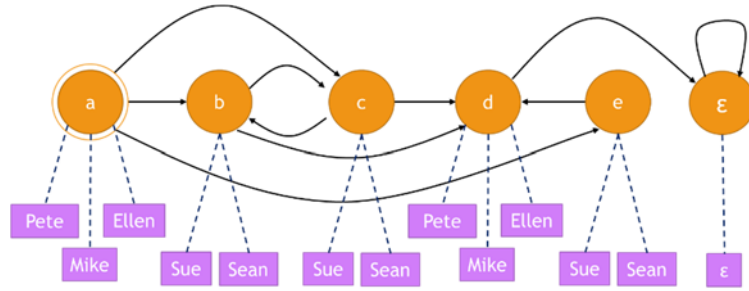 a b c d e ε
Pete Ellen Pete Ellen
Mike Sue Sean Sue Sean Mike Sue Sean ε